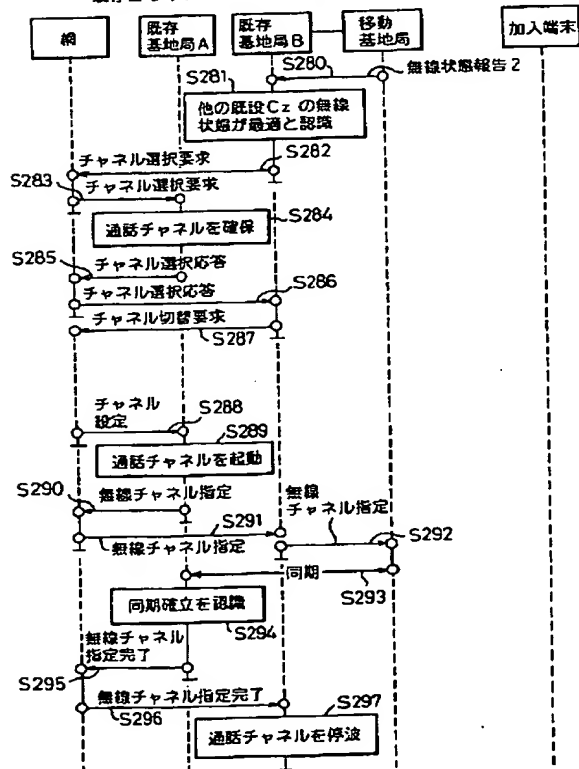 網
既存
基地局A
既存
基地局B
移動
基地局
加入端末
S280
無線状態報告2
S281
他の既設Czの無線
状態が最適と認識
S282
チャネル選択要求
S283
チャネル選択要求
S284
通話チャネルを確保
S285
チャネル選択応答
S286
チャネル選択応答
チャネル切替要求
S287
チャネル
設定
S288
S289
通話チャネルを起動
S290
無線チャネル指定
S291
無線チャネル指定
無線
チャネル指定
S292
同期
S293
同期確立を認識
S294
無線チャネル
指定完了
S295
無線チャネル指定完了
S296
S297
通話チャネルを停波